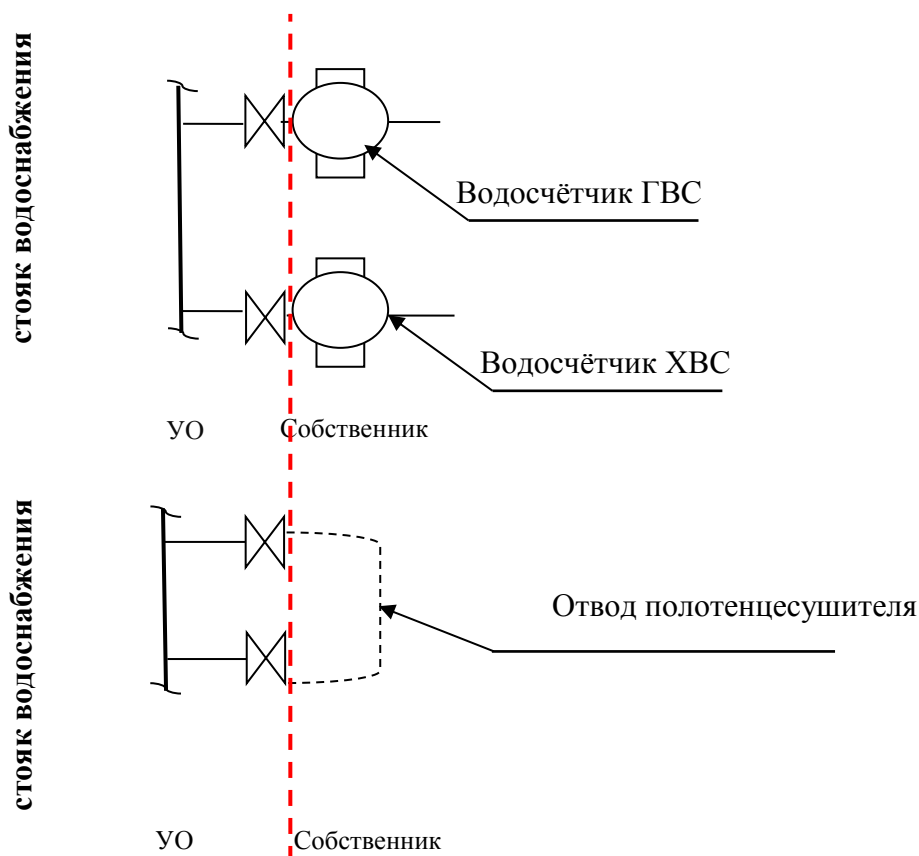 стояк водоснабжения
Водосчётчик ГВС
Водосчётчик ХВС
УО
Собственник
стояк водоснабжения
Отвод полотенцесушителя
УО
Собственник